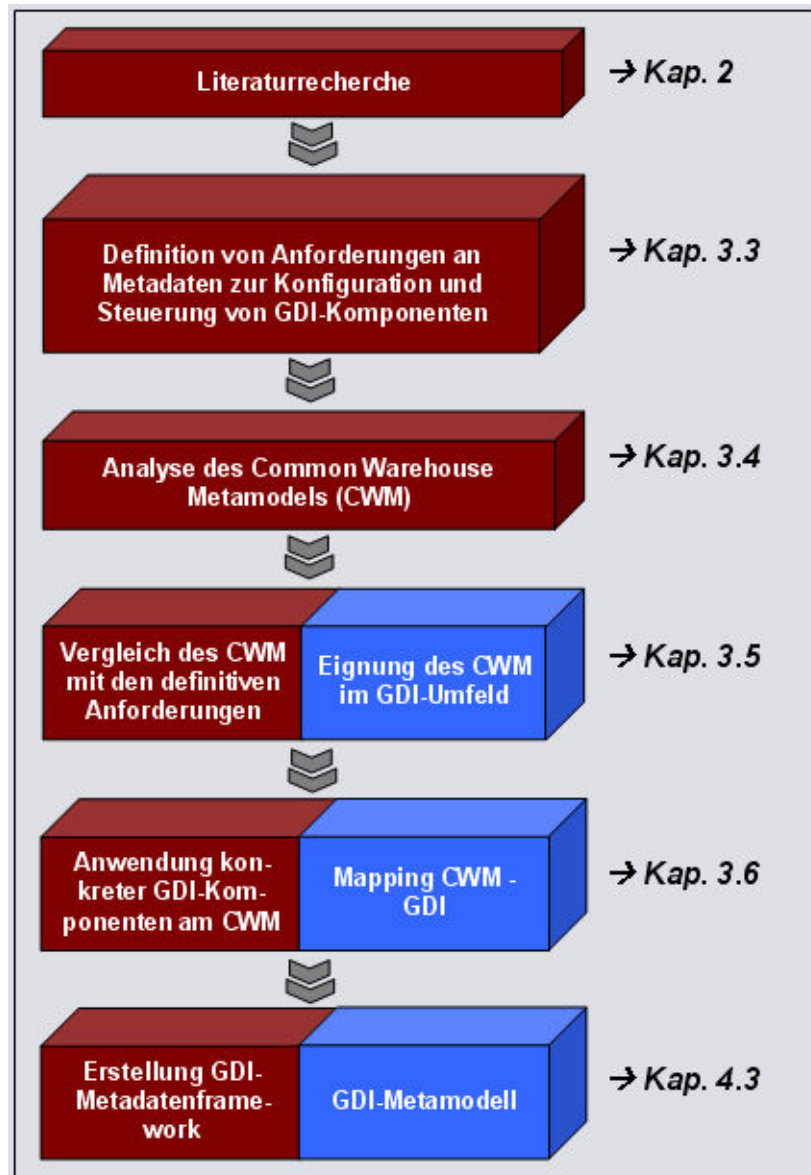 Literaturrecherche
→ Kap. 2
Definition von Anforderungen an
Metadaten zur Konfiguration und
Steuerung von GDI-Komponenten
→ Kap. 3.3
Analyse des Common Warehouse
Metamodels (CWM)
→ Kap. 3.4
Vergleich des CWM
mit den definitiven
Anforderungen
Eignung des CWM
im GDI-Umfeld
→ Kap. 3.5
Anwendung kon-
kreter GDI-Kom-
ponenten am CWM
Mapping CWM -
GDI
→ Kap. 3.6
Erstellung GDI-
Metadatenframe-
work
GDI-Metamodell
→ Kap. 4.3